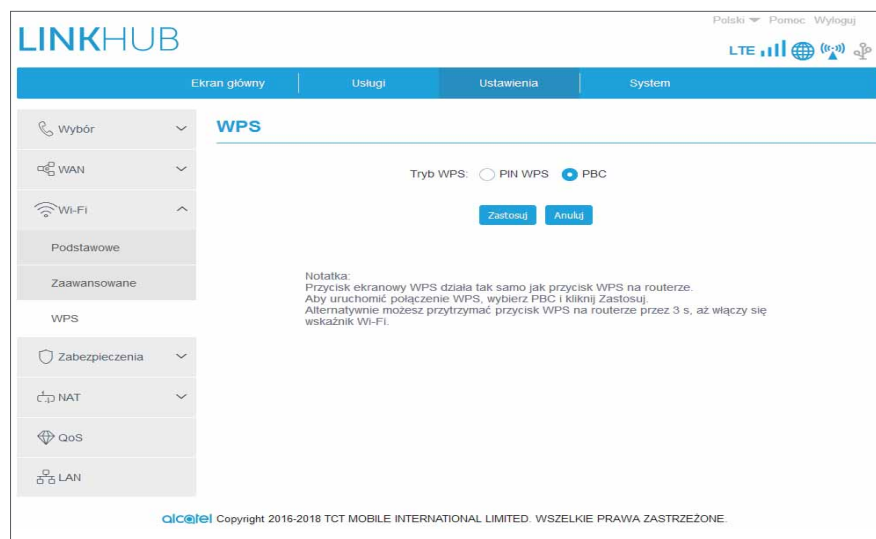 Polski Pomoc Wyloguj
LINKHUB
LTE
Ekran główny Usługi Ustawienia System
Wybór
WAN
Wi-Fi
Podstawowe
Zaawansowane
WPS
Zabezpieczenia
NAT
QoS
LAN
WPS
Tryb WPS: PIN WPS PBC
Zastosuj Anuluj
Notatka:
Przycisk ekranowy WPS działa tak samo jak przycisk WPS na routerze.
Aby uruchomić połączenie WPS, wybierz PBC i kliknij Zastosuj.
Alternatywnie możesz przytrzymać przycisk WPS na routerze przez 3 s, aż włączy się
wskaźnik Wi-Fi.
alcatel Copyright 2016-2018 TCT MOBILE INTERNATIONAL LIMITED. WSZELKIE PRAWA ZASTRZEŻONE.